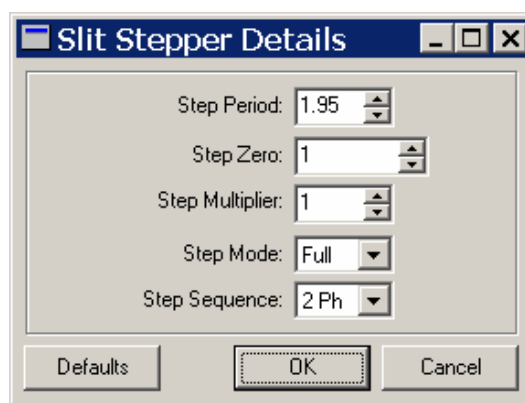 Slit Stepper Details
Step Period: 1.95
Step Zero: 1
Step Multiplier: 1
Step Mode: Full
Step Sequence: 2 Ph
Defaults OK Cancel